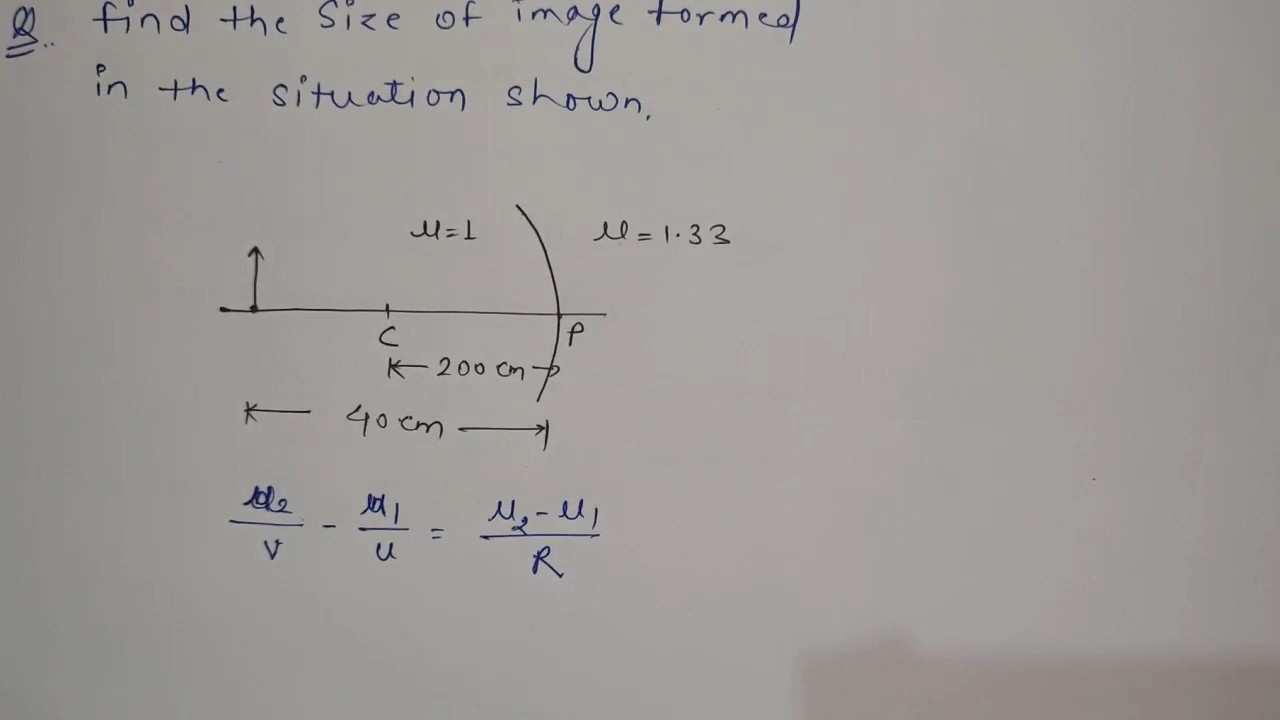 Q.. find the Size of image formed
in the situation shown.
μ=1 μ=1.33
C P
200 cm
40 cm
μ₂/v - μ₁/u = μ₂-μ₁/R